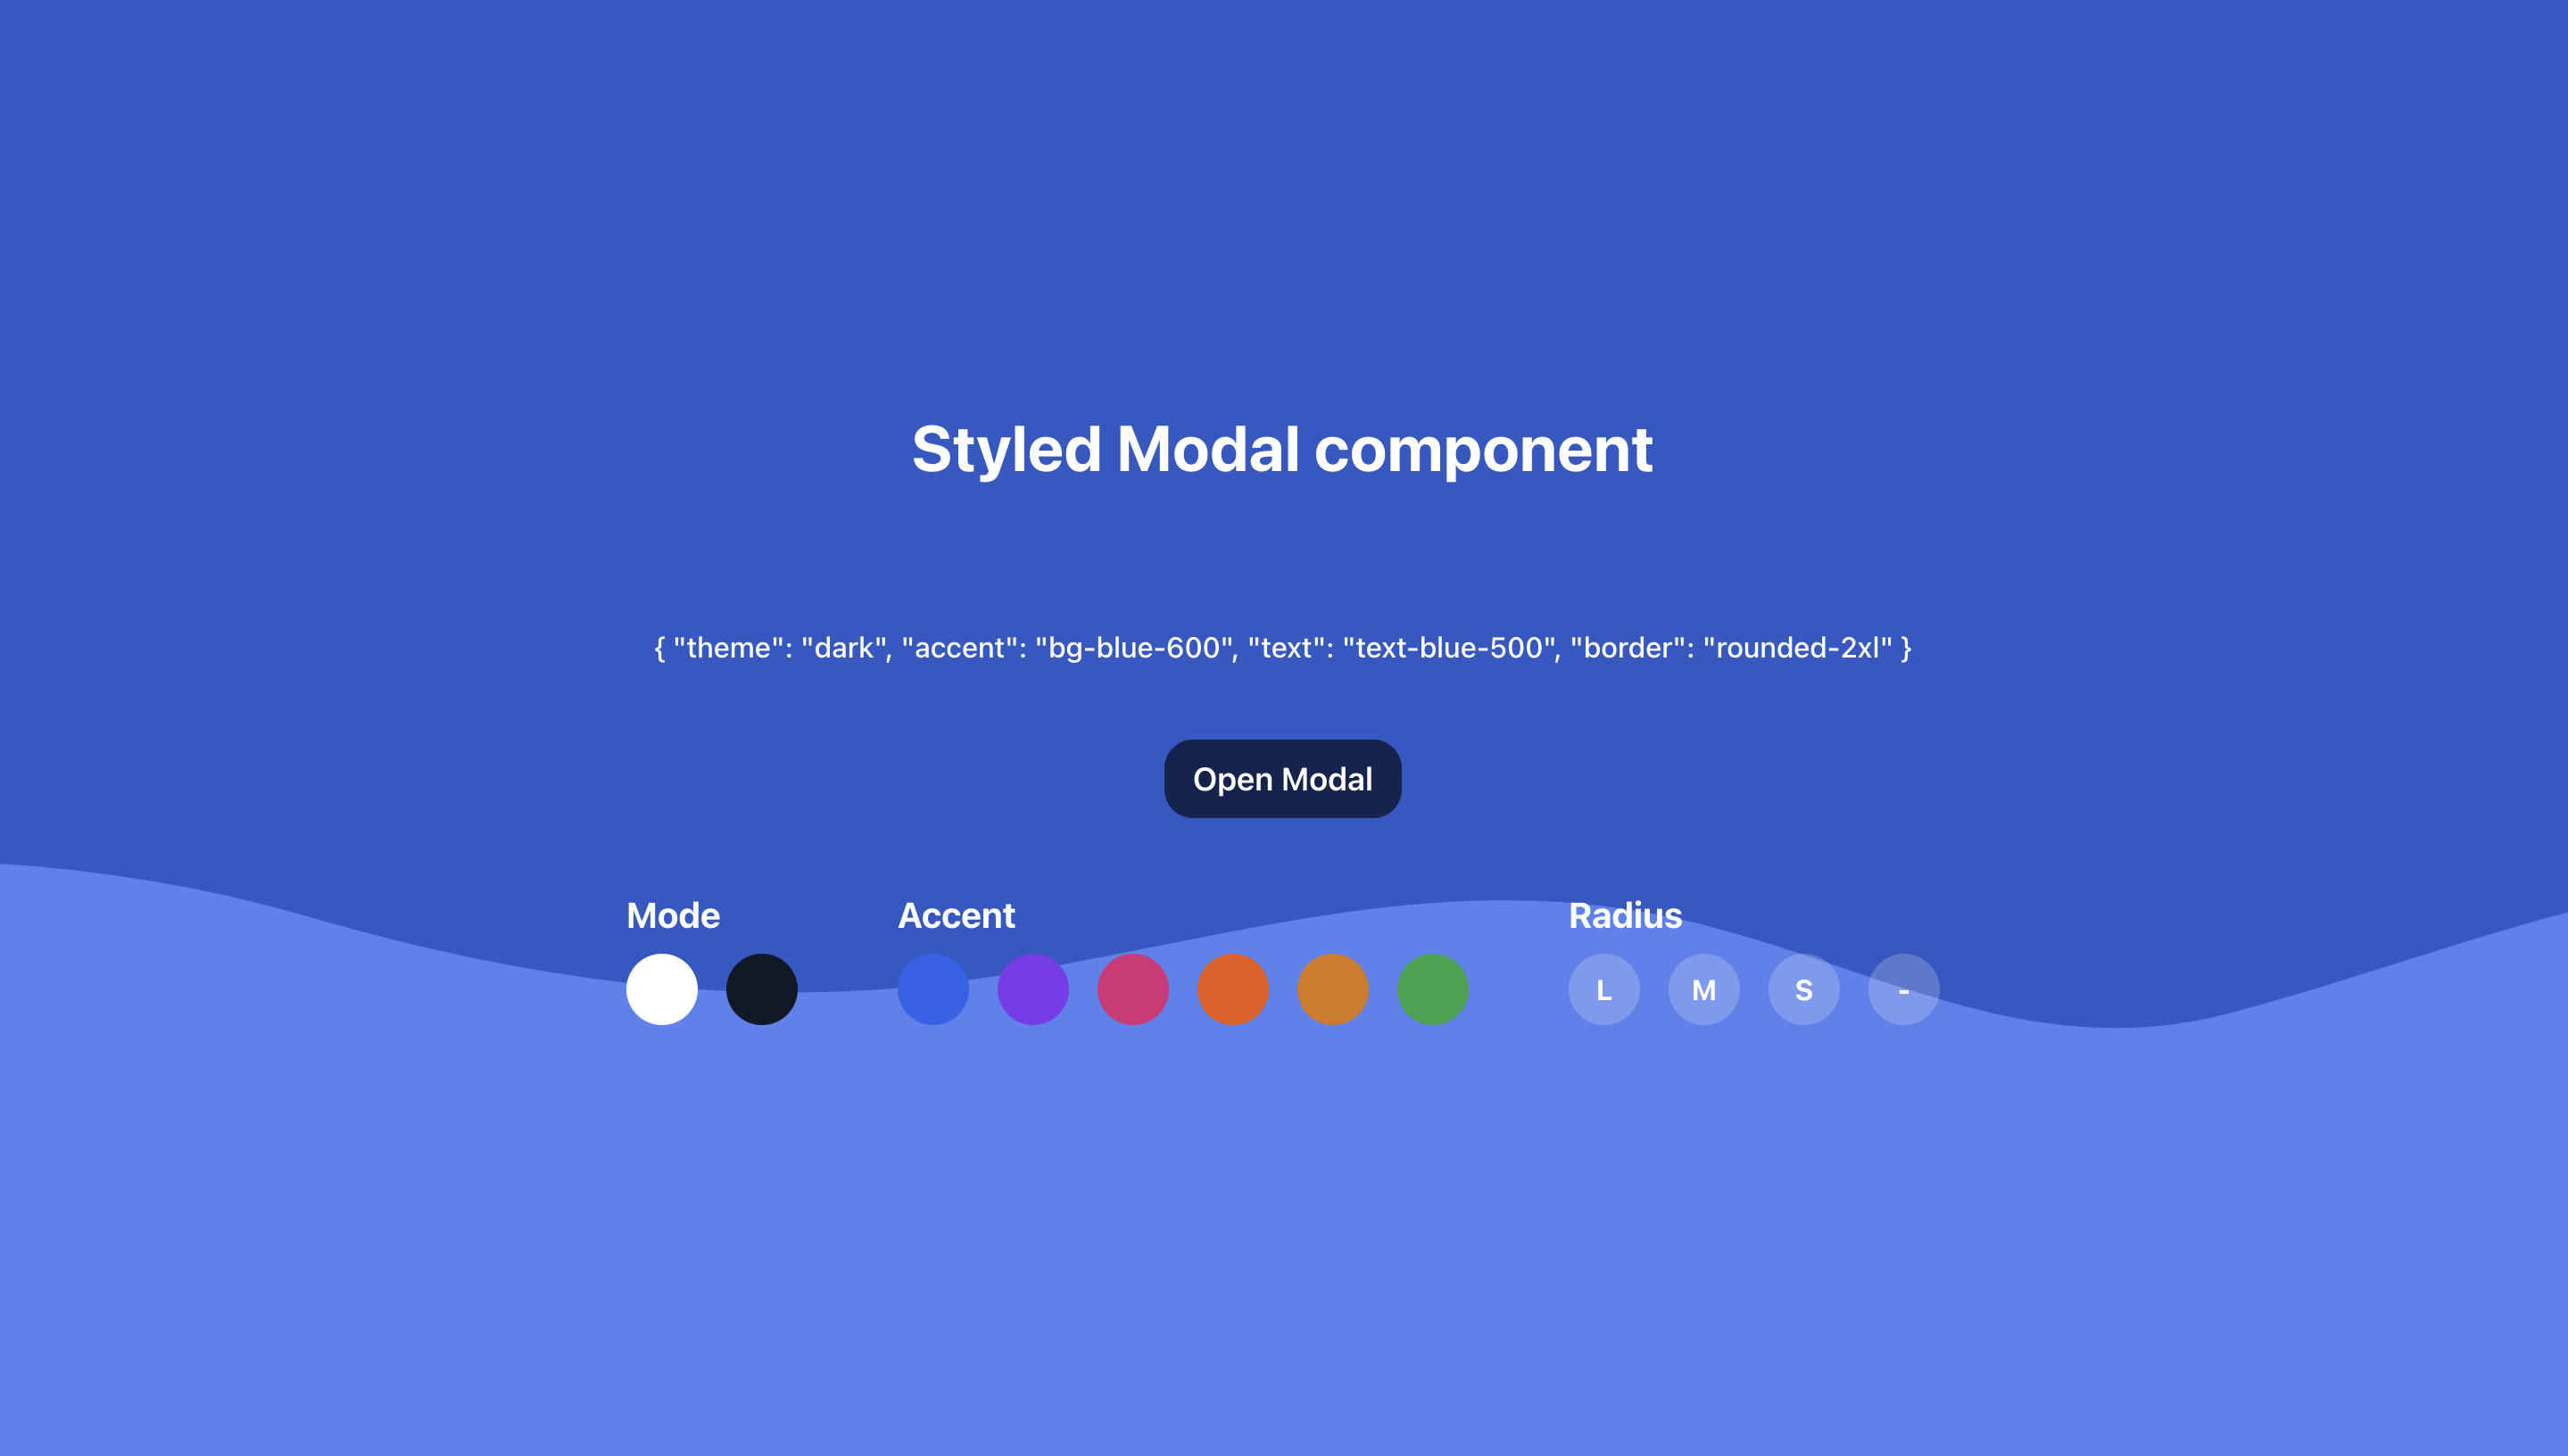 Styled Modal component
{ "theme": "dark", "accent": "bg-blue-600", "text": "text-blue-500", "border": "rounded-2xl" }
Open Modal
Mode Accent Radius
L M S -